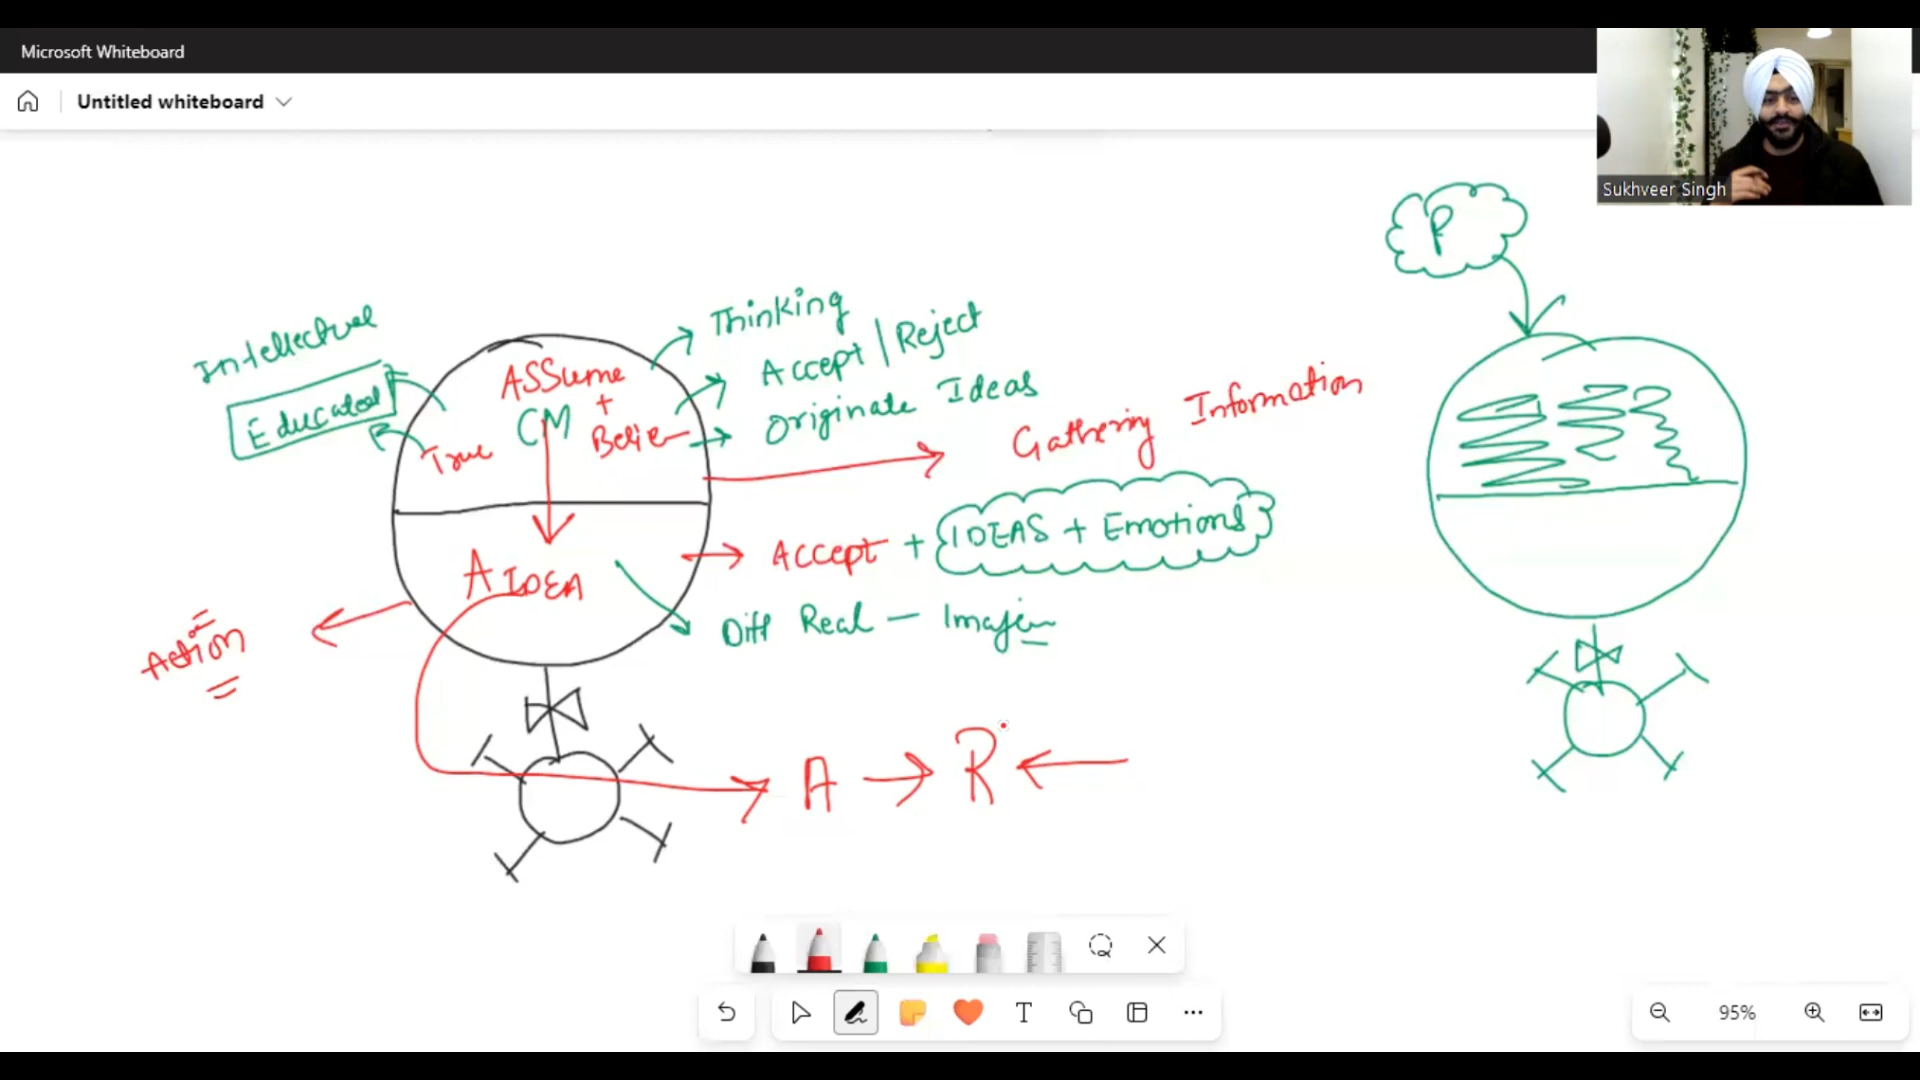 Microsoft Whiteboard
Untitled whiteboard
Sukhveer Singh
P
Intellectual
Educated
Thinking
Accept | Reject
Originate Ideas
Gathering Information
ASSume
+
CM
Belie
True
A IDEA
Accept + IDEAS + Emotions
Diff Real - Imagin
Action
A → R ←
T
95%